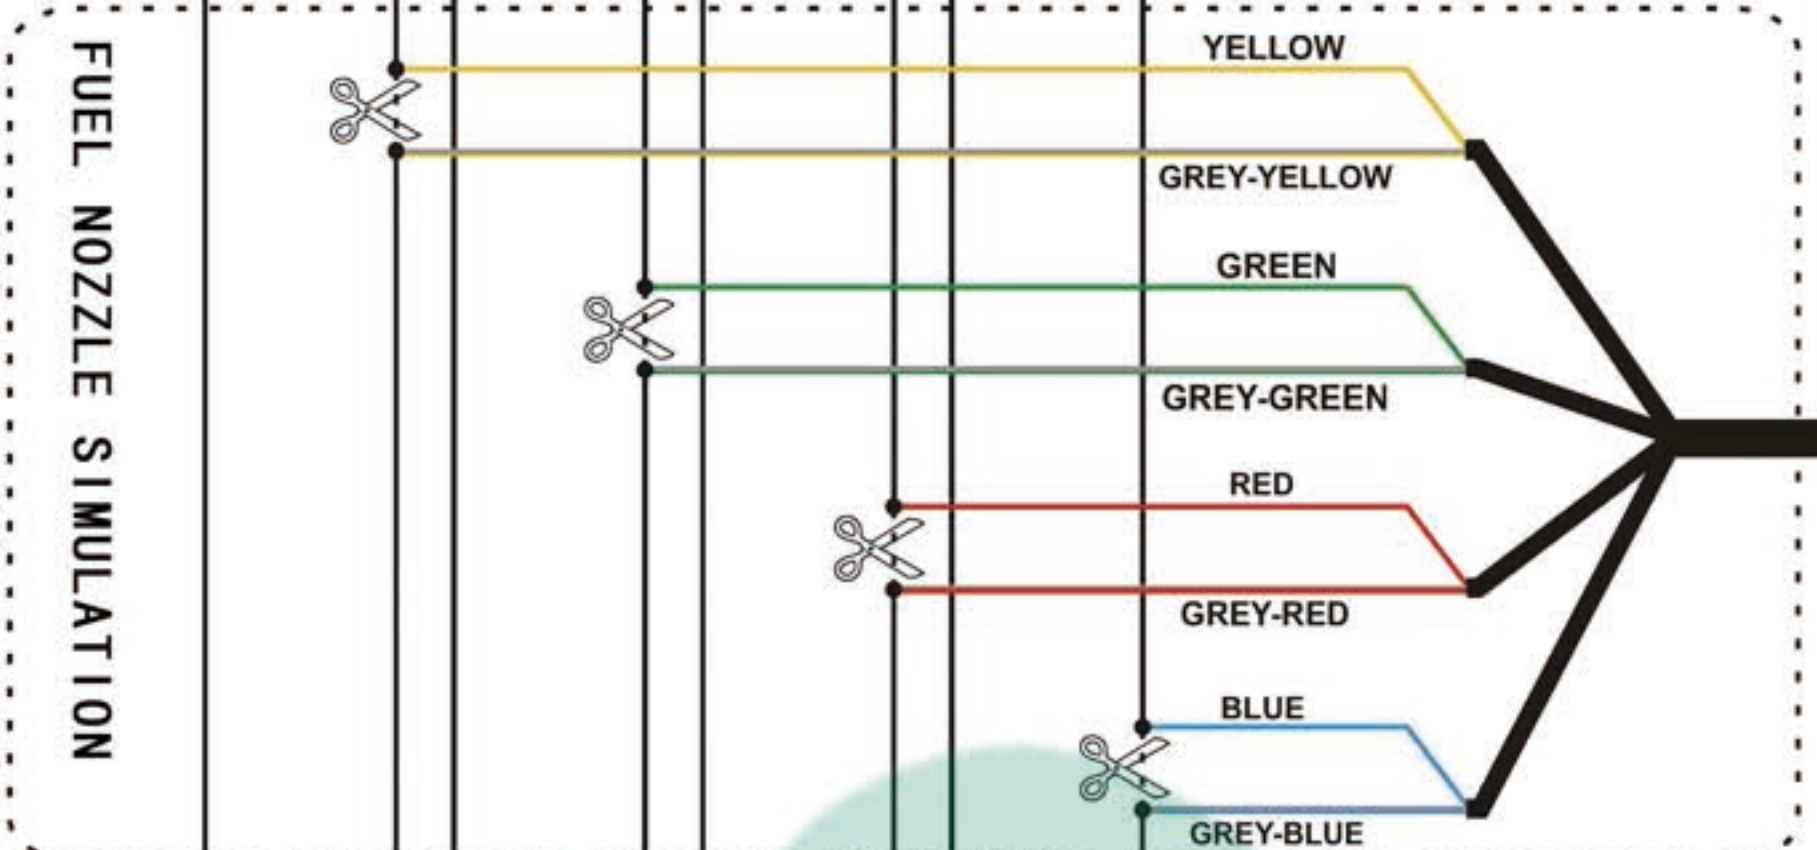 FUEL NOZZLE SIMULATION
YELLOW
GREY-YELLOW
GREEN
GREY-GREEN
RED
GREY-RED
BLUE
GREY-BLUE